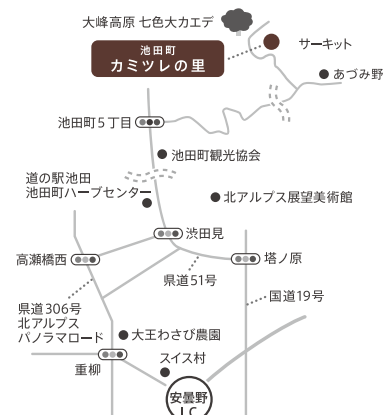 大峰高原 七色大カエデ
池田町
カミツレの里
サーキット
あづみ野
池田町5丁目
池田町観光協会
道の駅池田
池田町ハーブセンター
北アルプス展望美術館
渋田見
高瀬橋西
塔ノ原
県道51号
国道19号
県道306号
北アルプス
パノラマロード
大王わさび農園
スイス村
重柳
安曇野
I.C